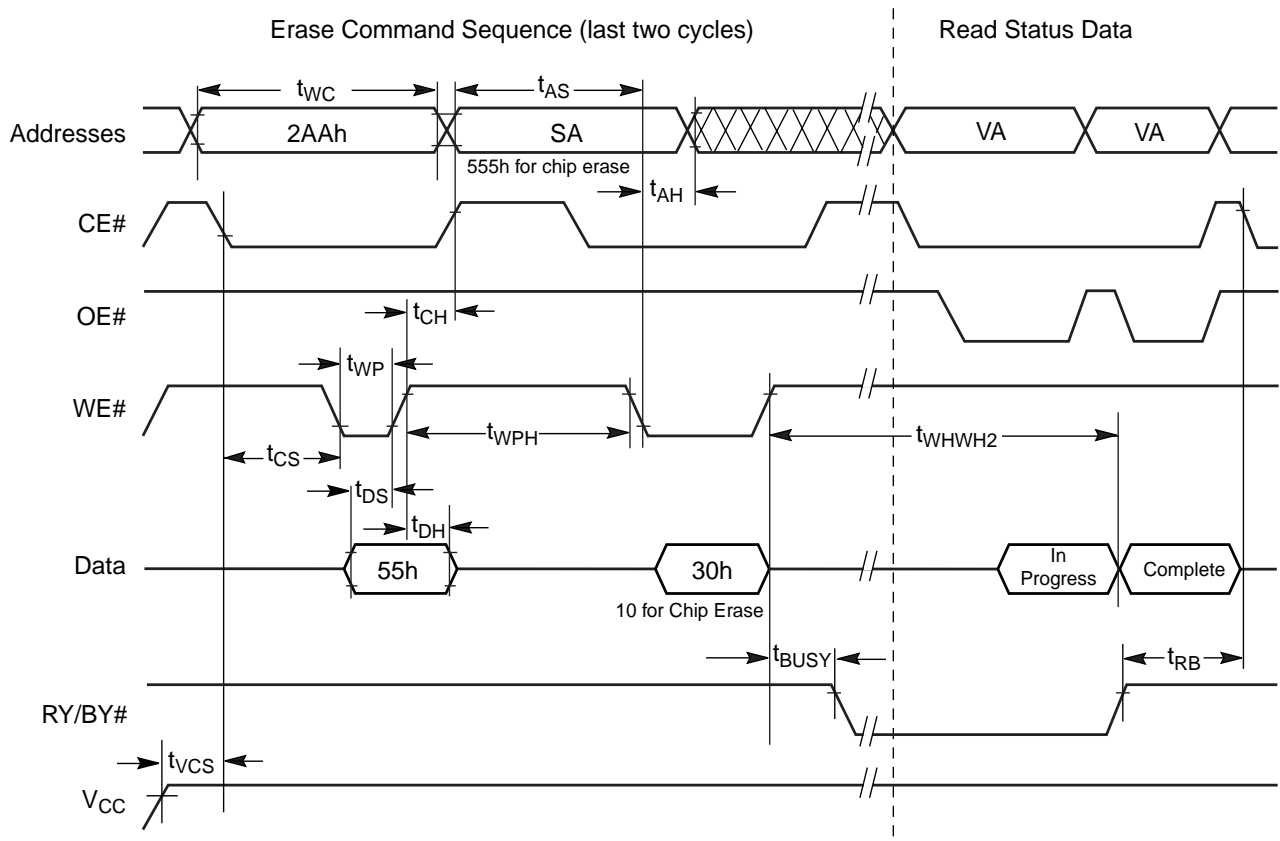 Erase Command Sequence (last two cycles)
Read Status Data
tWC
tAS
Addresses
2AAh
SA
VA
VA
555h for chip erase
tAH
CE#
OE#
tCH
tWP
WE#
tWPH
tWHWH2
tCS
tDS
tDH
Data
55h
30h
In
Progress
Complete
10 for Chip Erase
tBUSY
tRB
RY/BY#
tVCS
VCC